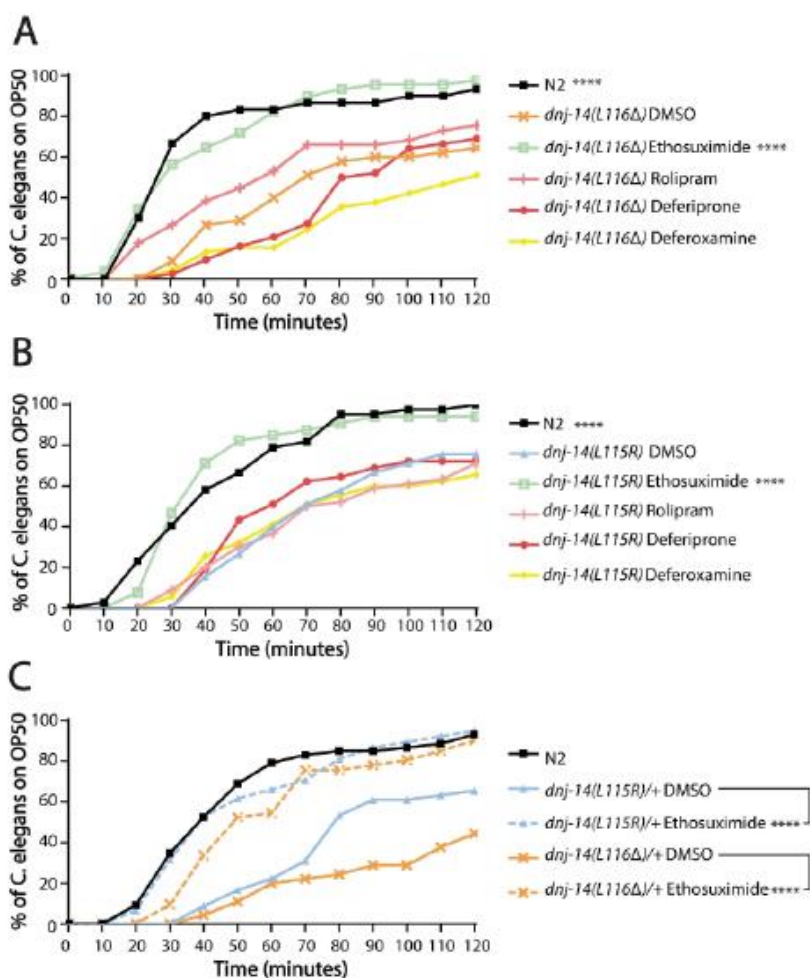 A
% of C. elegans on OP50
100
80
60
40
20
0
0 10 20 30 40 50 60 70 80 90 100 110 120
Time (minutes)
N2 ****
dnj-14(L116Δ) DMSO
dnj-14(L116Δ) Ethosuximide ****
dnj-14(L116Δ) Rolipram
dnj-14(L116Δ) Deferiprone
dnj-14(L116Δ) Deferoxamine
B
% of C. elegans on OP50
100
80
60
40
20
0
0 10 20 30 40 50 60 70 80 90 100 110 120
Time (minutes)
N2 ****
dnj-14(L115R) DMSO
dnj-14(L115R) Ethosuximide ****
dnj-14(L115R) Rolipram
dnj-14(L115R) Deferiprone
dnj-14(L115R) Deferoxamine
C
% of C. elegans on OP50
100
80
60
40
20
0
0 10 20 30 40 50 60 70 80 90 100 110 120
Time (minutes)
N2
dnj-14(L115R)/+ DMSO
dnj-14(L115R)/+ Ethosuximide ****
dnj-14(L116Δ)/+ DMSO
dnj-14(L116Δ)/+ Ethosuximide ****